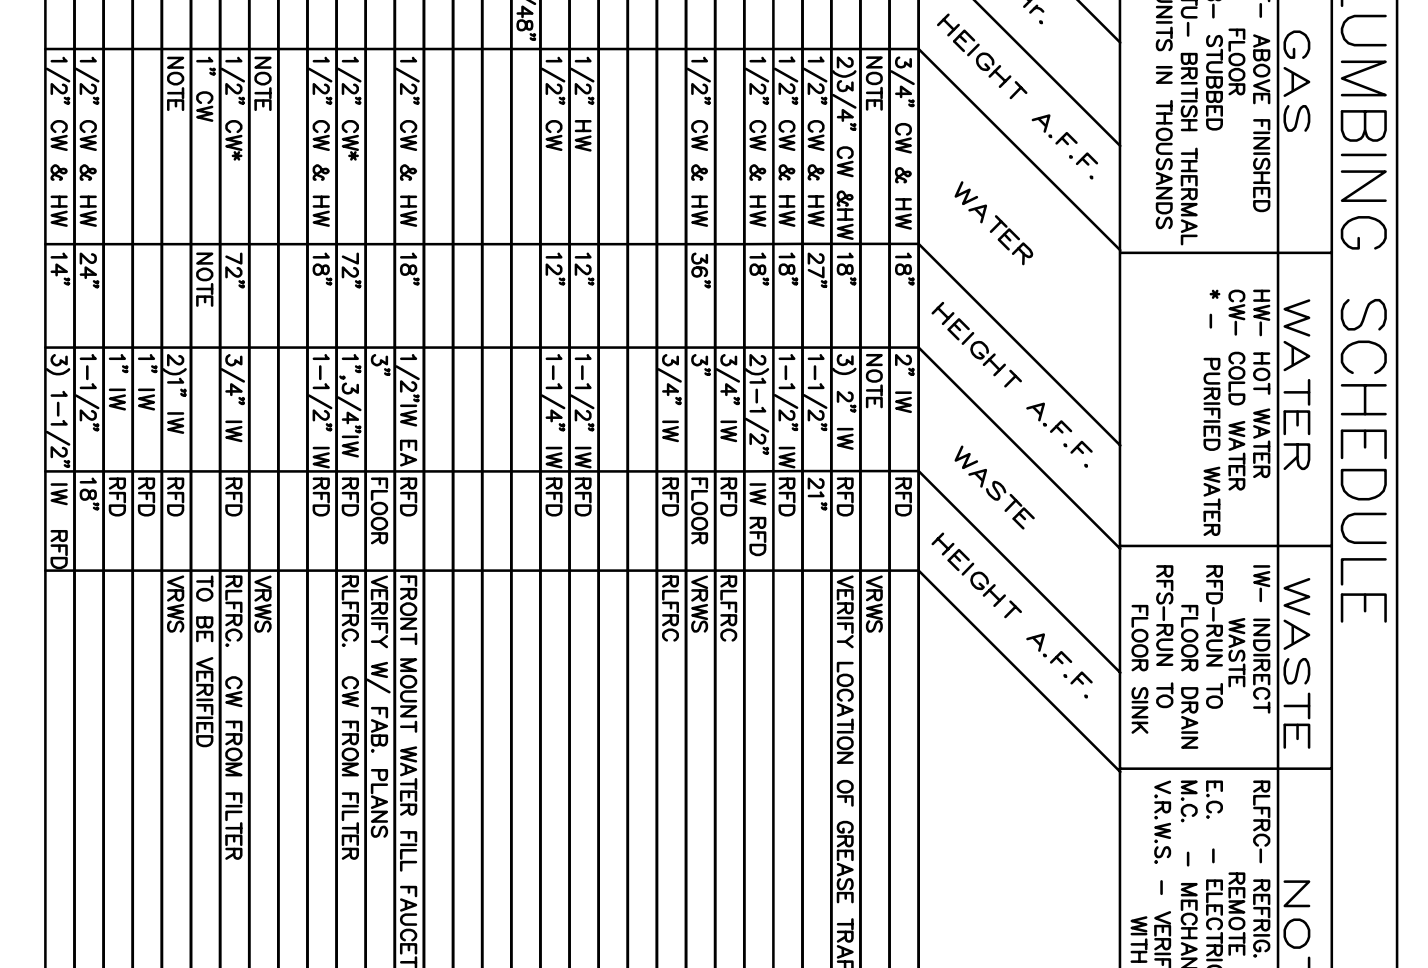 LUMBING SCHEDULE
GAS
- ABOVE FINISHED
FLOOR
- STUBBED
TU- BRITISH THERMAL
UNITS IN THOUSANDS
WATER
HW- HOT WATER
CW- COLD WATER
* - PURIFIED WATER
WASTE
IW- INDIRECT
WASTE
RFD-RUN TO
FLOOR DRAIN
RFS-RUN TO
FLOOR SINK
NO
RLFRC- REFRIG.
REMOTE
E.C. - ELECTRI
M.C. - MECHAN
V.R.W.S. - VERIF
WITH
Hr.
HEIGHT A.F.F.
WATER
HEIGHT A.F.F.
WASTE
HEIGHT A.F.F.
3/4" CW & HW 18" 2" IW RFD
NOTE NOTE VRWS
2)3/4" CW &HW 18" 3) 2" IW RFD VERIFY LOCATION OF GREASE TRAP
1/2" CW & HW 27" 1-1/2" 21"
1/2" CW & HW 18" 1-1/2" IW RFD
1/2" CW & HW 18" 2)1-1/2" IW RFD
3/4" IW RFD RLFRC
1/2" CW & HW 36" 3" FLOOR VRWS
3/4" IW RFD RLFRC
1/2" HW 12" 1-1/2" IW RFD
1/2" CW 12" 1-1/4" IW RFD
/48"
1/2" CW & HW 18" 1/2"IW EA RFD FRONT MOUNT WATER FILL FAUCET
3" FLOOR VERIFY W/ FAB. PLANS
1/2" CW* 72" 1",3/4"IW RFD RLFRC. CW FROM FILTER
1/2" CW & HW 18" 1-1/2" IW RFD
NOTE VRWS
1/2" CW* 72" 3/4" IW RFD RLFRC. CW FROM FILTER
1" CW NOTE TO BE VERIFIED
NOTE 2)1" IW RFD VRWS
1" IW RFD
1" IW RFD
1/2" CW & HW 24" 1-1/2" 18"
1/2" CW & HW 14" 3) 1-1/2" IW RFD